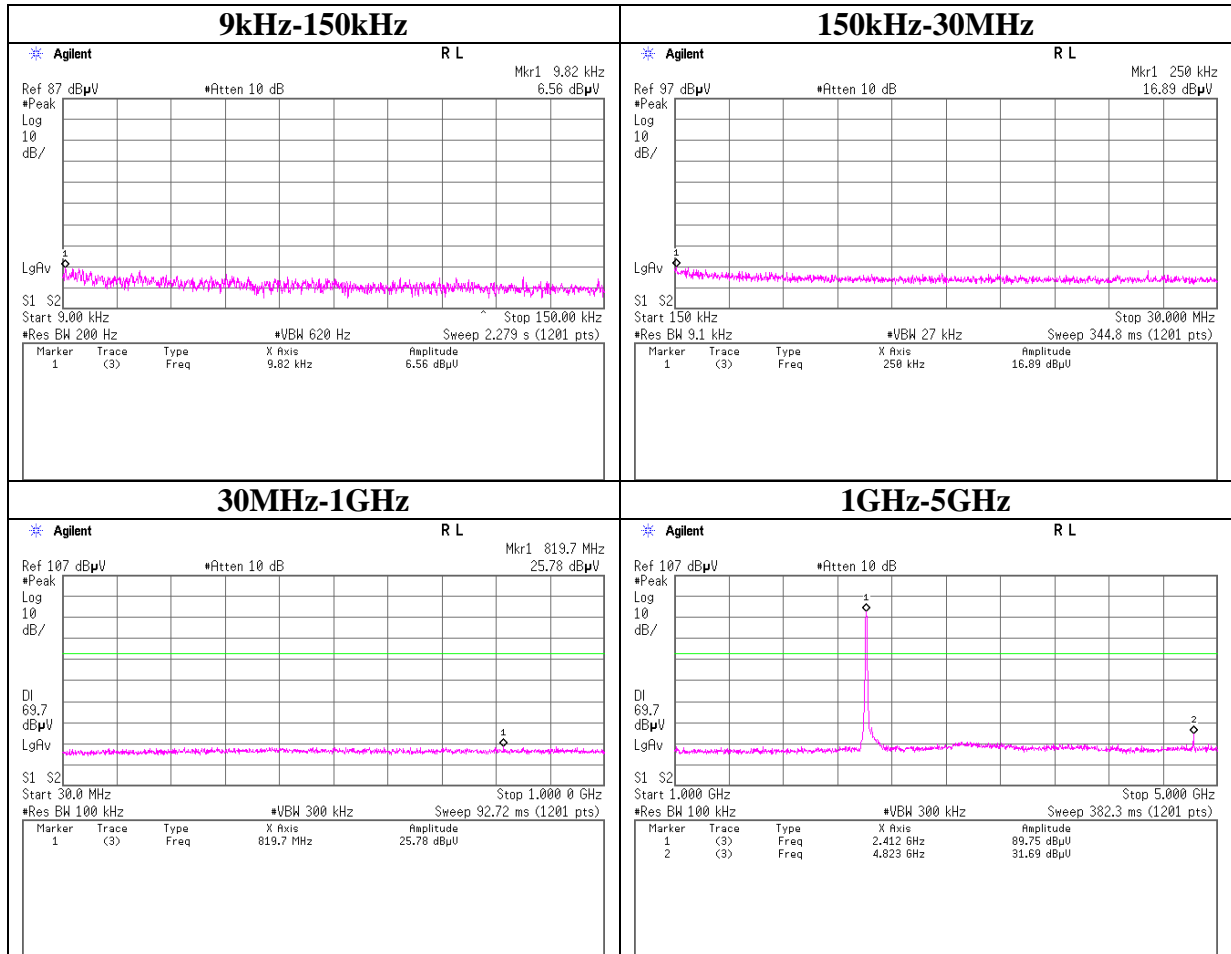 9kHz-150kHz
Agilent R L
Mkr1 9.82 kHz
Ref 87 dBµV #Atten 10 dB 6.56 dBµV
#Peak
Log
10
dB/
1
LgAv
S1 S2
Start 9.00 kHz ^ Stop 150.00 kHz
#Res BW 200 Hz #VBW 620 Hz Sweep 2.279 s (1201 pts)
Marker Trace Type X Axis Amplitude
1 (3) Freq 9.82 kHz 6.56 dBµV
150kHz-30MHz
Agilent R L
Mkr1 250 kHz
Ref 97 dBµV #Atten 10 dB 16.89 dBµV
#Peak
Log
10
dB/
1
LgAv
S1 S2
Start 150 kHz Stop 30.000 MHz
#Res BW 9.1 kHz #VBW 27 kHz Sweep 344.8 ms (1201 pts)
Marker Trace Type X Axis Amplitude
1 (3) Freq 250 kHz 16.89 dBµV
30MHz-1GHz
Agilent R L
Mkr1 819.7 MHz
Ref 107 dBµV #Atten 10 dB 25.78 dBµV
#Peak
Log
10
dB/
DI
69.7
dBµV
1
LgAv
S1 S2
Start 30.0 MHz Stop 1.000 0 GHz
#Res BW 100 kHz #VBW 300 kHz Sweep 92.72 ms (1201 pts)
Marker Trace Type X Axis Amplitude
1 (3) Freq 819.7 MHz 25.78 dBµV
1GHz-5GHz
Agilent R L
Ref 107 dBµV #Atten 10 dB
#Peak
Log
1
10
dB/
DI
69.7
dBµV
2
LgAv
S1 S2
Start 1.000 GHz Stop 5.000 GHz
#Res BW 100 kHz #VBW 300 kHz Sweep 382.3 ms (1201 pts)
Marker Trace Type X Axis Amplitude
1 (3) Freq 2.412 GHz 89.75 dBµV
2 (3) Freq 4.823 GHz 31.69 dBµV